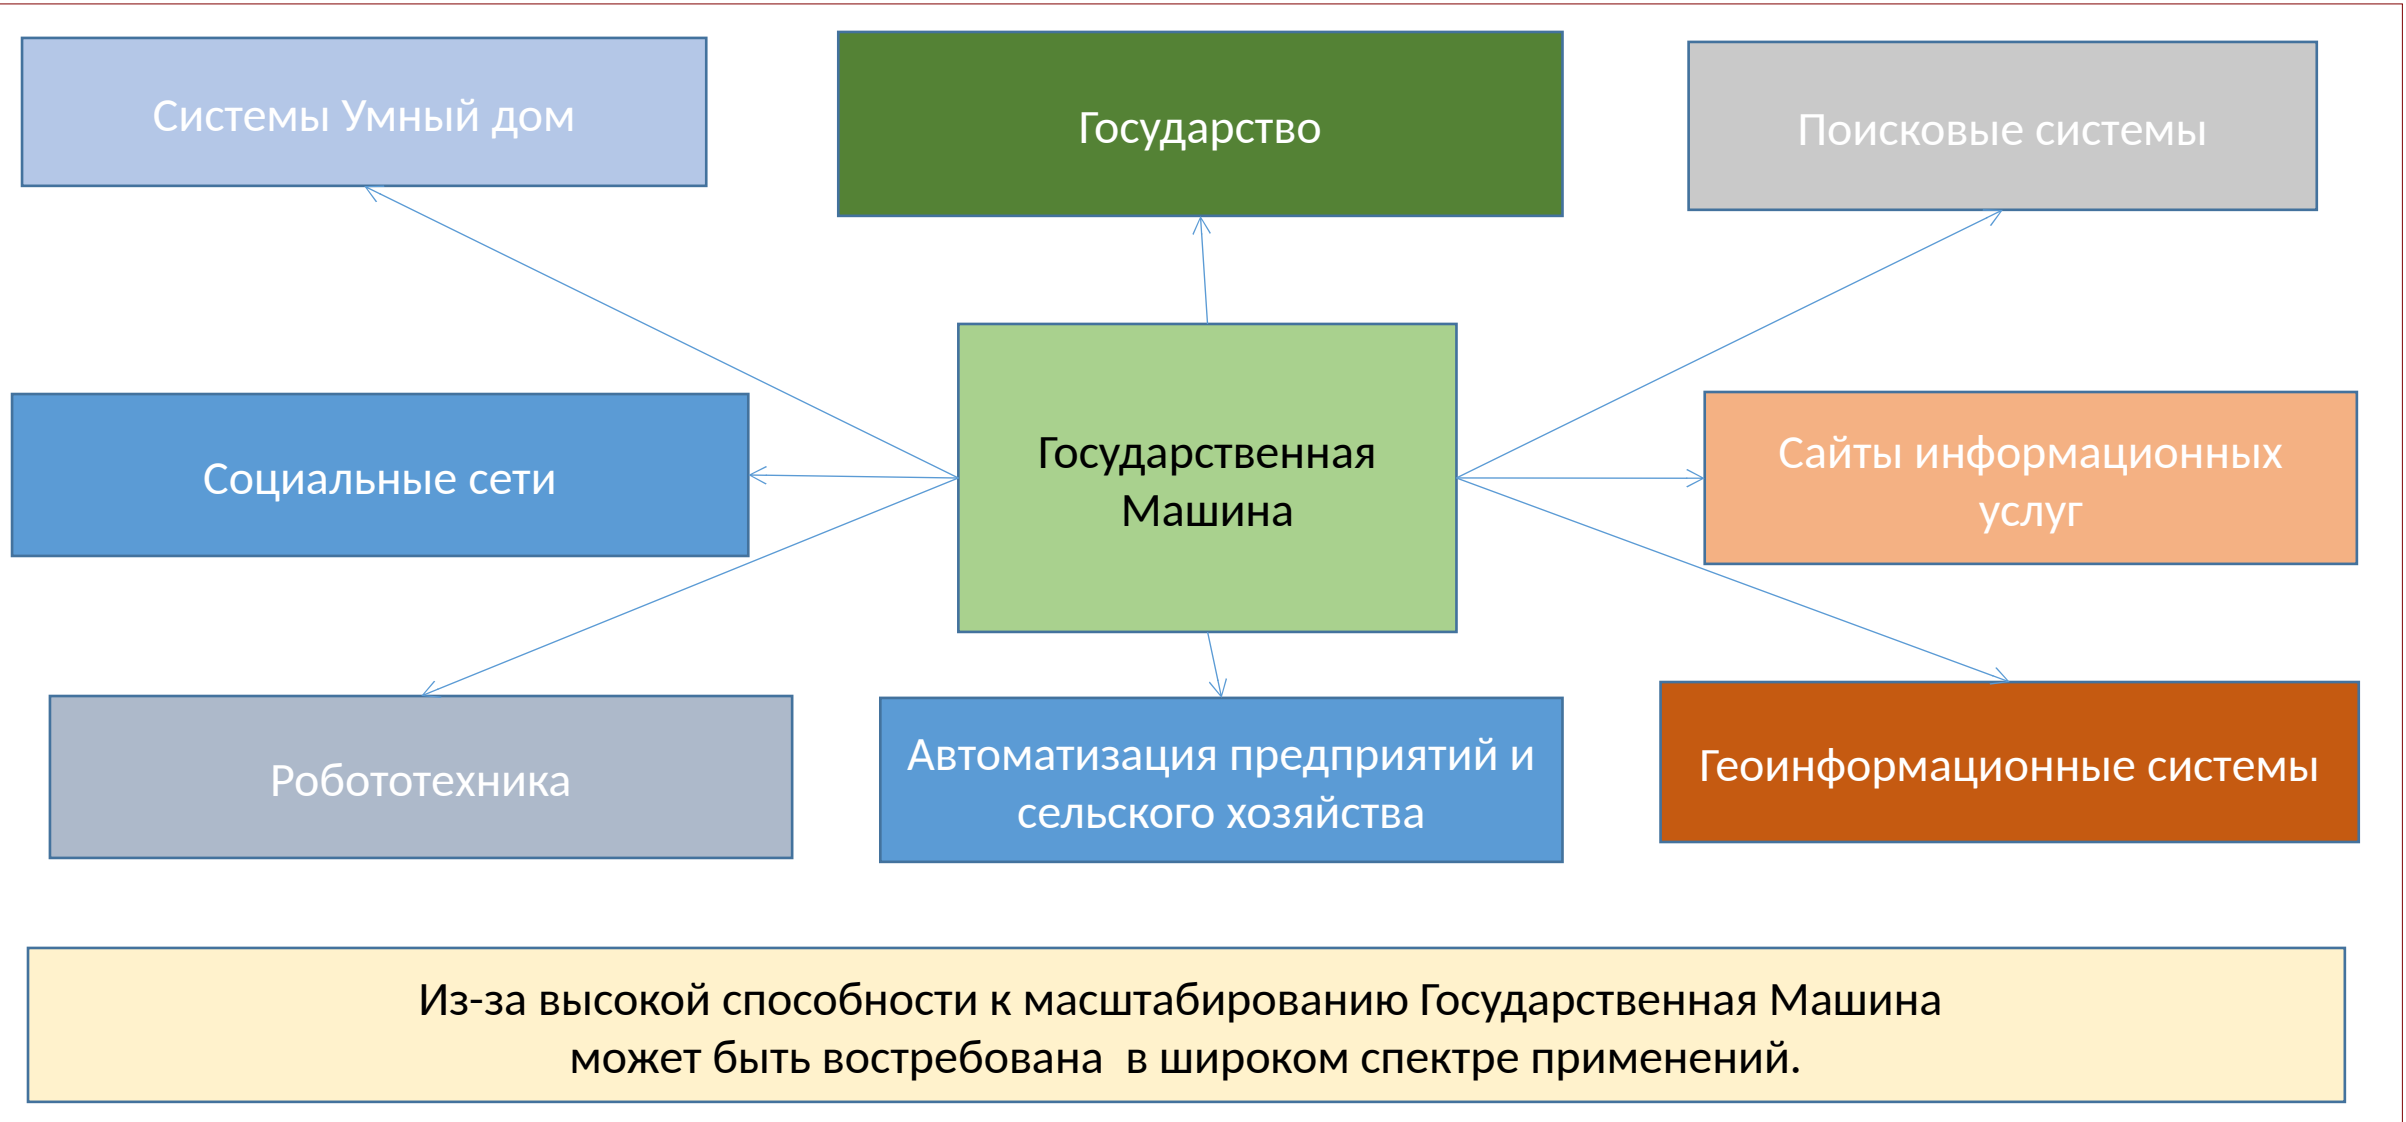 Системы Умный дом
Государство
Поисковые системы
Социальные сети
Государственная
Машина
Сайты информационных
услуг
Робототехника
Автоматизация предприятий и
сельского хозяйства
Геоинформационные системы
Из-за высокой способности к масштабированию Государственная Машина
может быть востребована  в широком спектре применений.